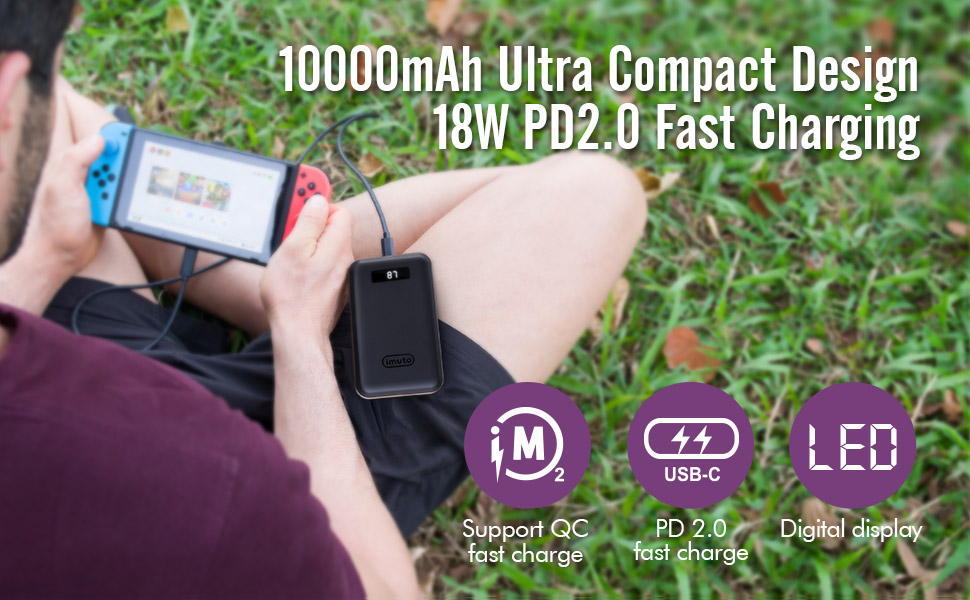 10000mAh Ultra Compact Design
18W PD2.0 Fast Charging
87
imuto
iM2
USB-C
LED
Support QC
fast charge
PD 2.0
fast charge
Digital display